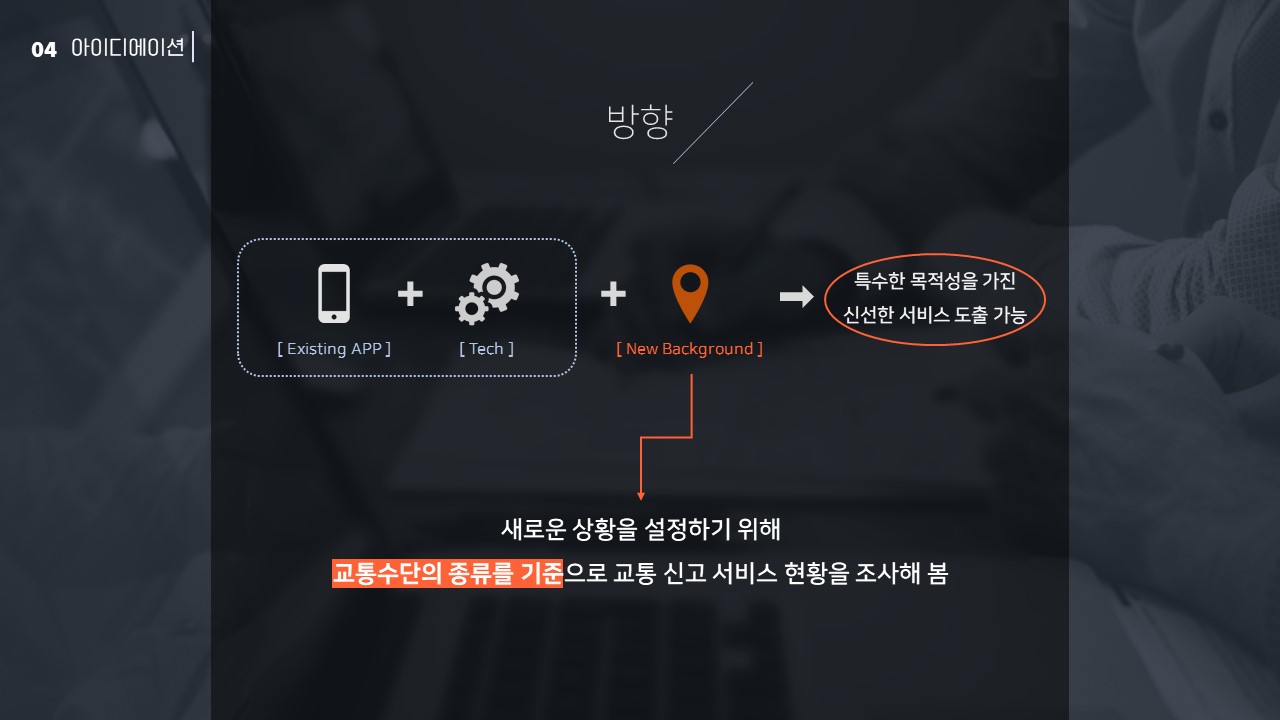 04 아이디에이션
방향
특수한 목적성을 가진
신선한 서비스 도출 가능
[ Existing APP ]
[ Tech ]
[ New Background ]
새로운 상황을 설정하기 위해
교통수단의 종류를 기준으로 교통 신고 서비스 현황을 조사해 봄